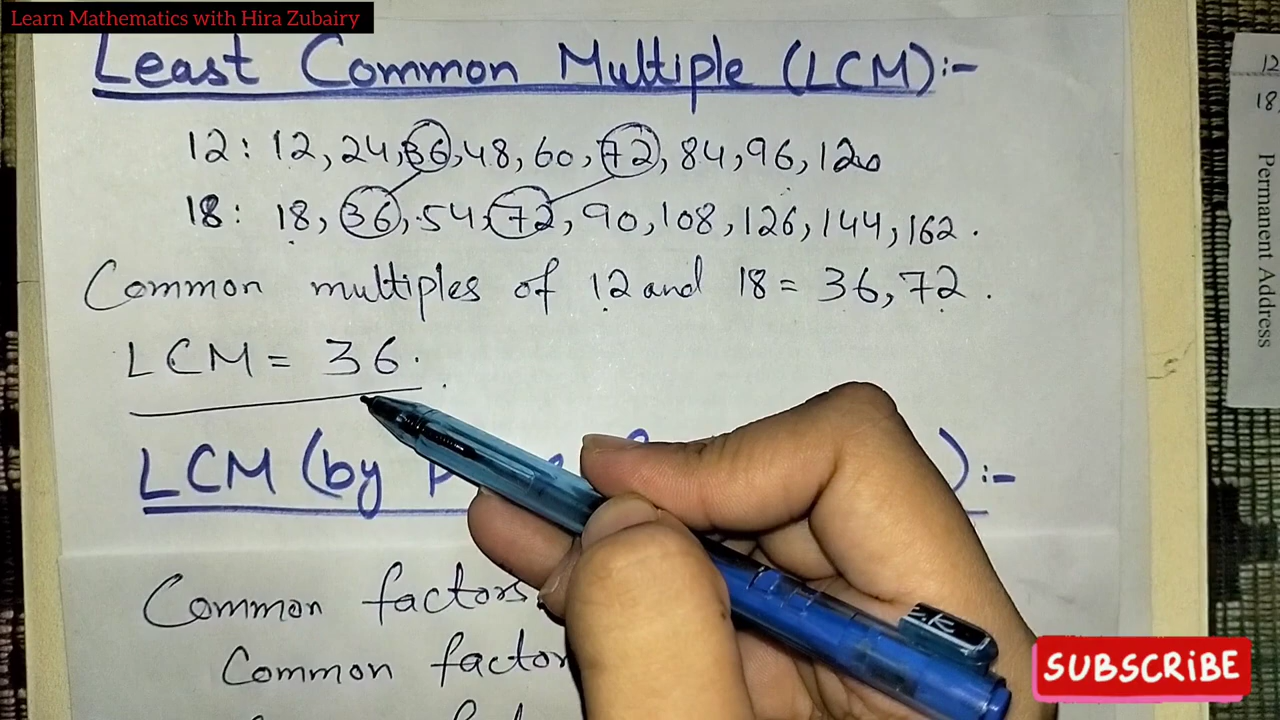 Learn Mathematics with Hira Zubairy
Least Common Multiple (LCM):-
12: 12, 24, 36, 48, 60, 72, 84, 96, 120
18: 18, 36, 54, 72, 90, 108, 126, 144, 162.
Common multiples of 12 and 18 = 36, 72.
LCM = 36.
LCM (by ):-
Common factors
Common factor
12
18,
Permanent Address
SUBSCRiBE